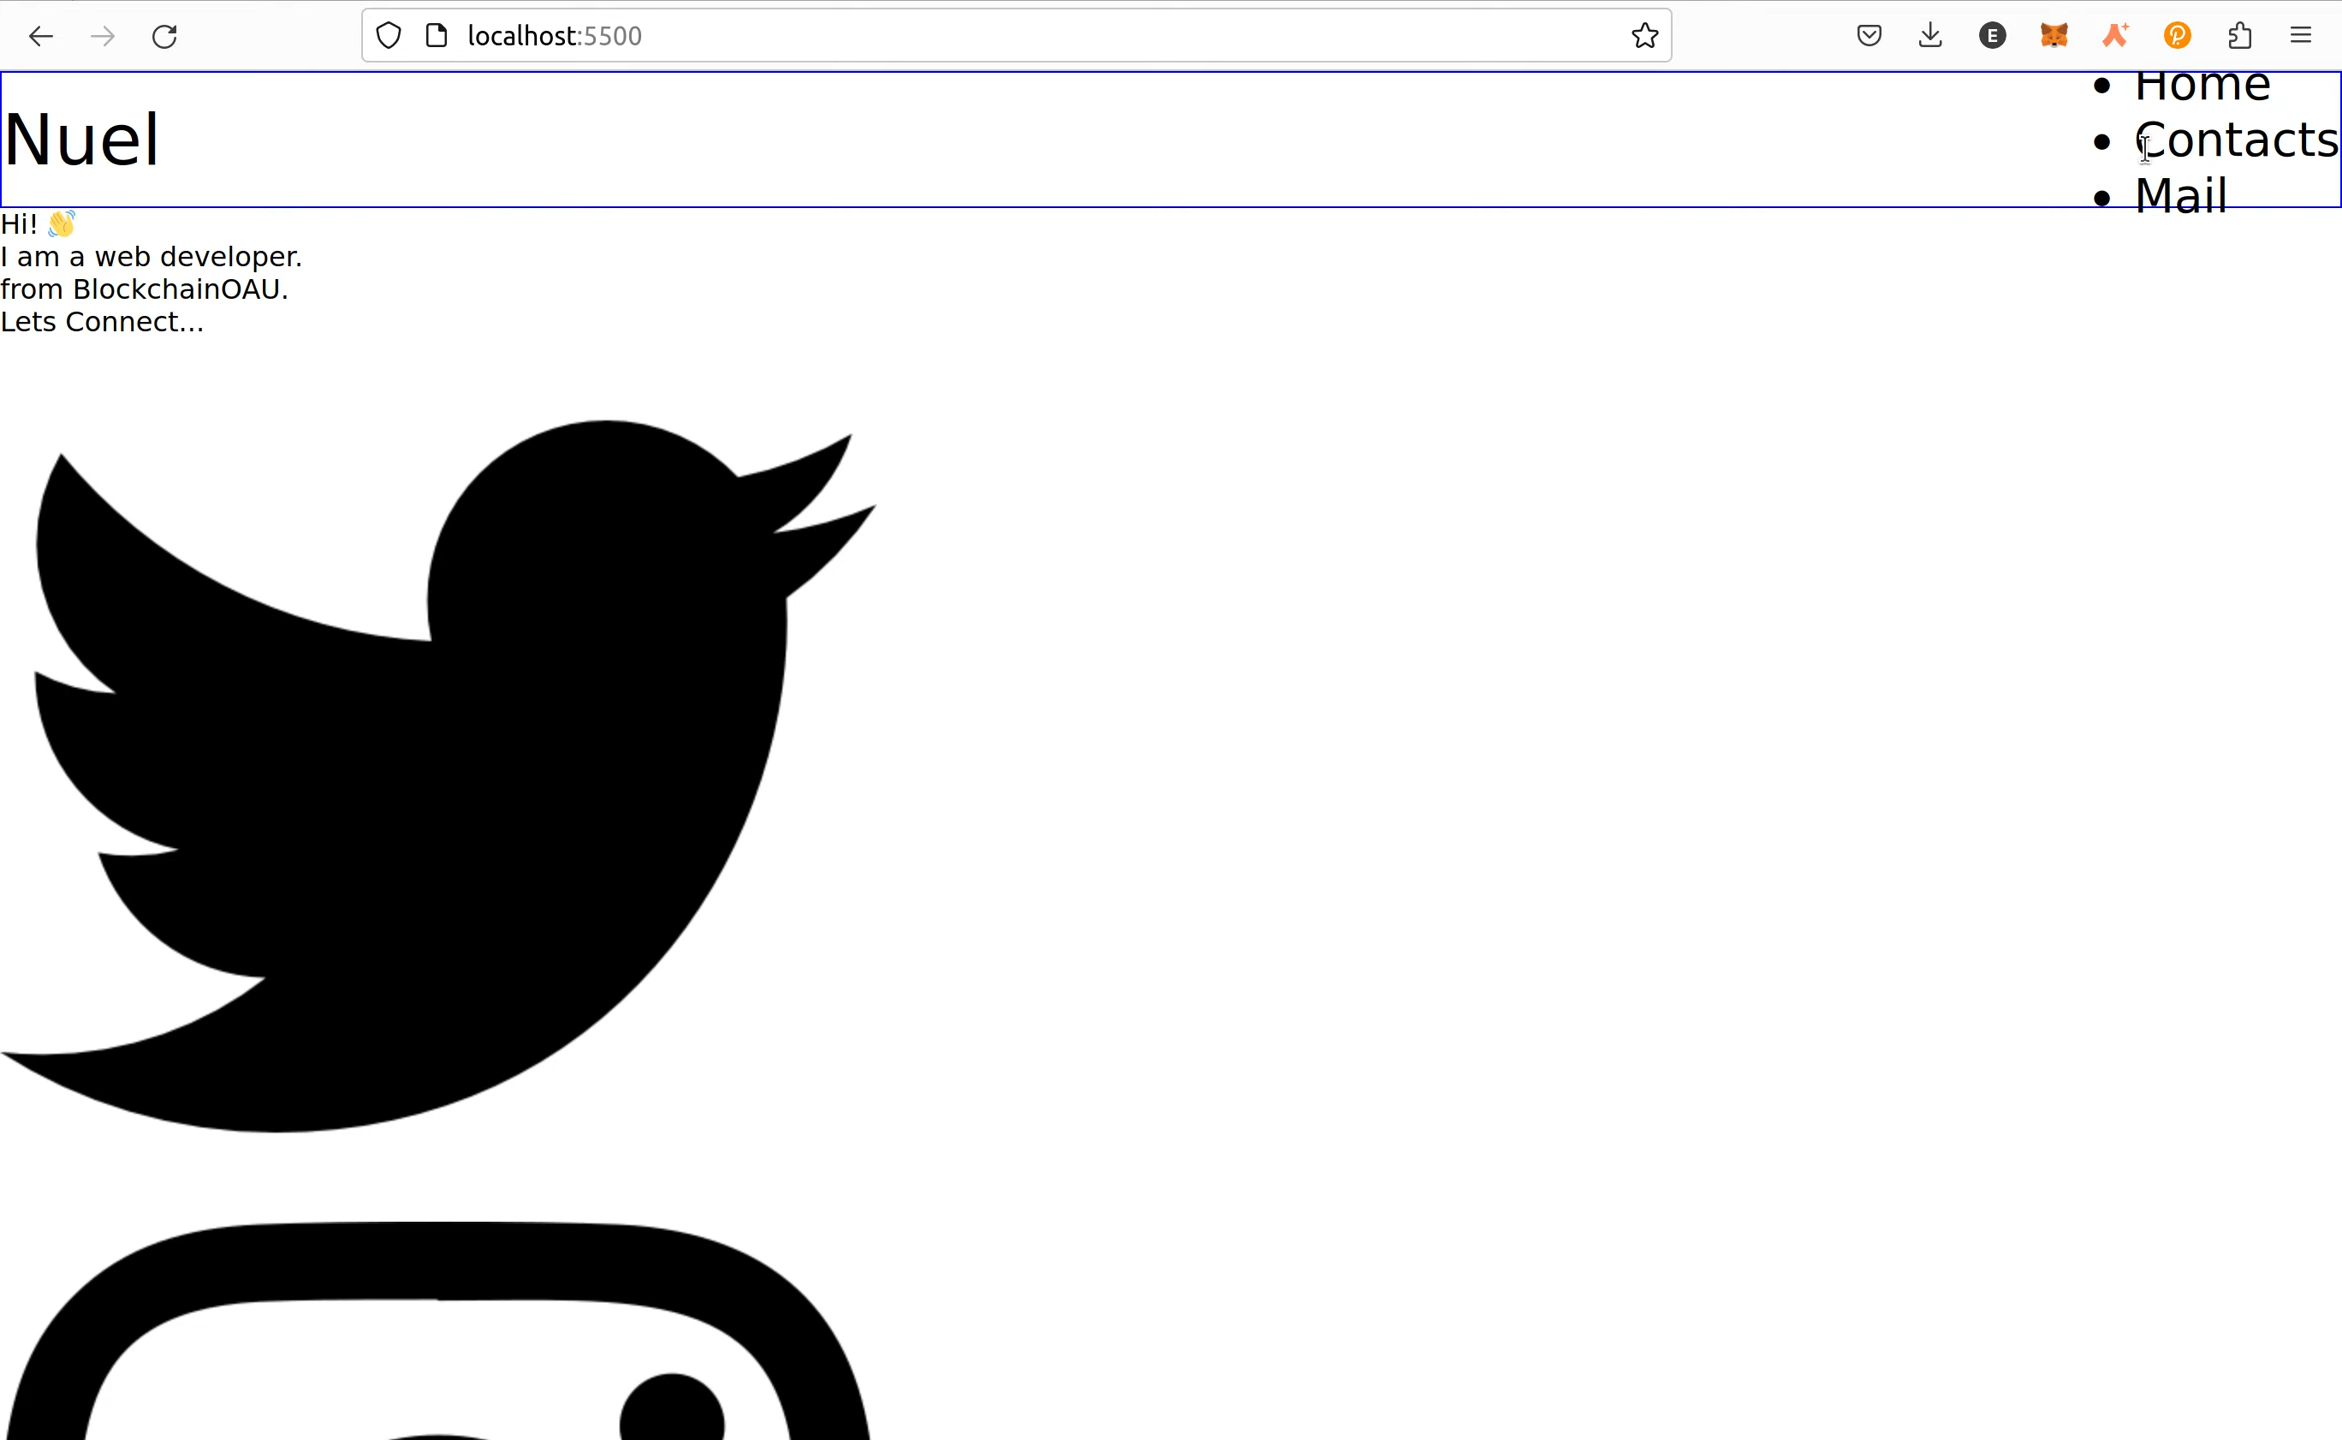 localhost:5500
E
Home
Nuel
Contacts
Mail
Hi! 👋
I am a web developer.
from BlockchainOAU.
Lets Connect...